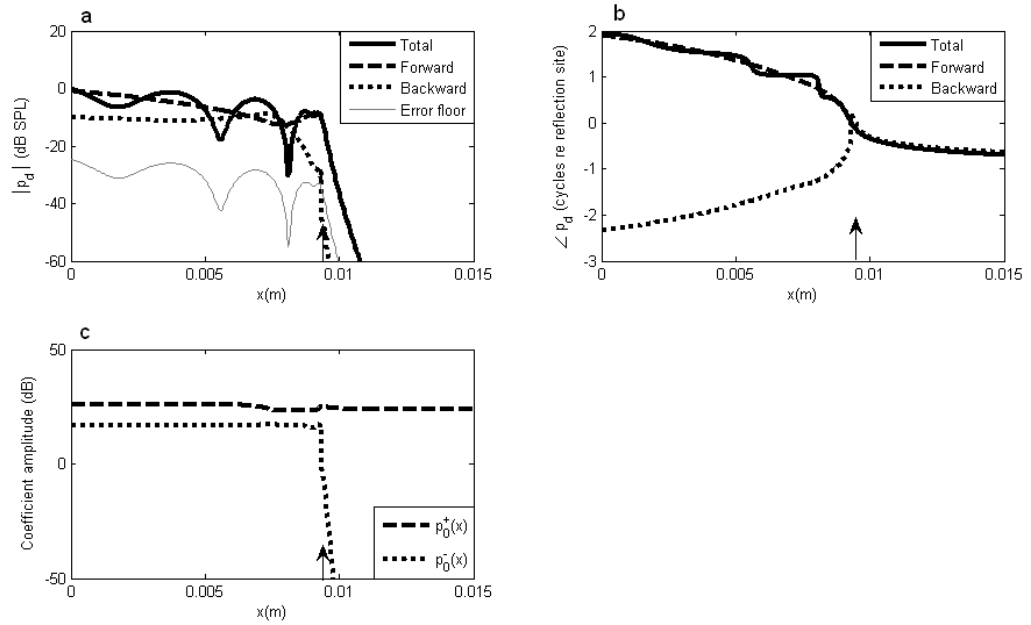 a
20
0
-20
-40
-60
|p_d| (dB SPL)
Total
Forward
Backward
Error floor
0
0.005
0.01
0.015
x(m)
b
2
1
0
-1
-2
-3
∠ p_d (cycles re reflection site)
Total
Forward
Backward
0
0.005
0.01
0.015
x(m)
c
50
0
-50
Coefficient amplitude (dB)
p_0^+(x)
p_0^-(x)
0
0.005
0.01
0.015
x(m)